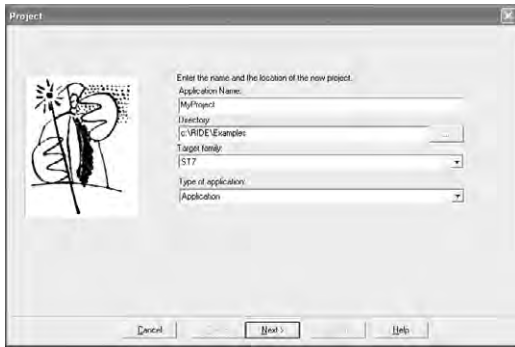 Project
Enter the name and the location of the new project.
Application Name:
MyProject
Directory
c:\RIDE\Examples
...
Target family:
ST7
Type of application:
Application
Cancel
Next >
Help